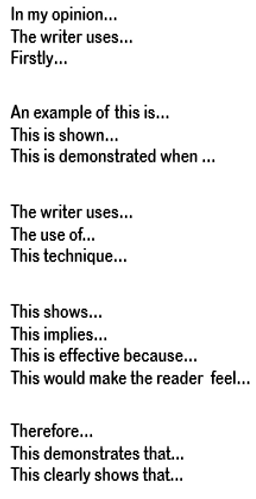 In my opinion...
The writer uses...
Firstly...
An example of this is...
This is shown...
This is demonstrated when ...
The writer uses...
The use of...
This technique...
This shows...
This implies...
This is effective because...
This would make the reader feel...
Therefore...
This demonstrates that...
This clearly shows that...